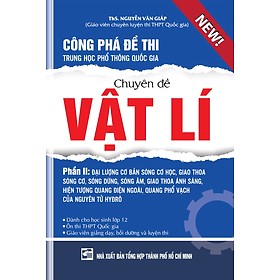 ThS. NGUYỄN VĂN GIÁP
(Giáo viên chuyên luyện thi THPT Quốc gia)
NEW!
CÔNG PHÁ ĐỀ THI
TRUNG HỌC PHỔ THÔNG QUỐC GIA
Chuyên đề
VẬT LÍ
Phần II: ĐẠI LƯỢNG CƠ BẢN SÓNG CƠ HỌC, GIAO THOA
SÓNG CƠ, SÓNG DỪNG, SÓNG ÂM, GIAO THOA ÁNH SÁNG,
HIỆN TƯỢNG QUANG ĐIỆN NGOÀI, QUANG PHỔ VẠCH
CỦA NGUYÊN TỬ HYDRÔ
- Dành cho học sinh lớp 12
- Ôn thi THPT Quốc gia
- Giáo viên giảng dạy, bồi dưỡng và luyện thi
NHÀ XUẤT BẢN TỔNG HỢP THÀNH PHỐ HỒ CHÍ MINH